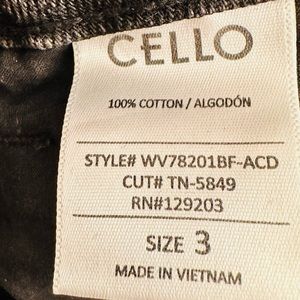 CELLO
100% COTTON / ALGODÓN
STYLE# WV78201BF-ACD
CUT# TN-5849
RN#129203
SIZE 3
MADE IN VIETNAM